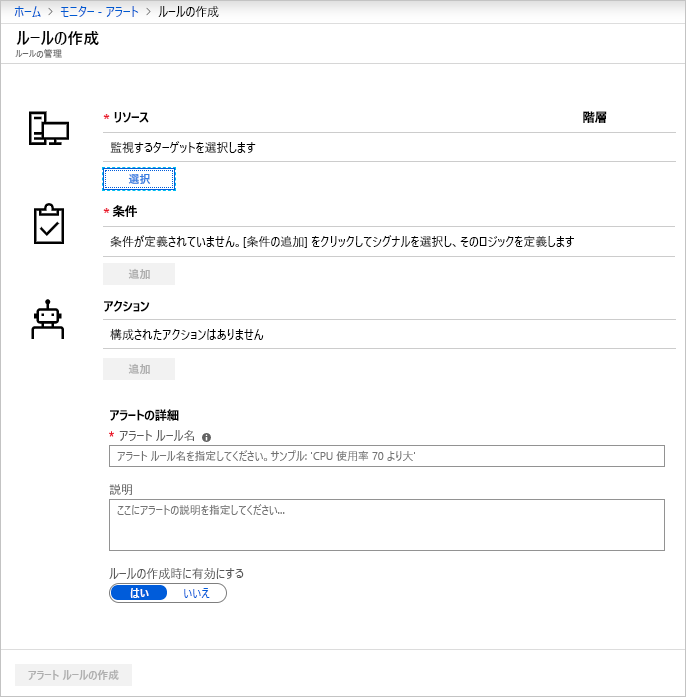 ホーム > モニター - アラート > ルールの作成
ルールの作成
ルールの管理
* リソース 階層
監視するターゲットを選択します
選択
* 条件
条件が定義されていません。[条件の追加] をクリックしてシグナルを選択し、そのロジックを定義します
追加
アクション
構成されたアクションはありません
追加
アラートの詳細
* アラート ルール名
アラート ルール名を指定してください。サンプル: 'CPU 使用率 70 より大'
説明
ここにアラートの説明を指定してください...
ルールの作成時に有効にする
はい いいえ
アラート ルールの作成